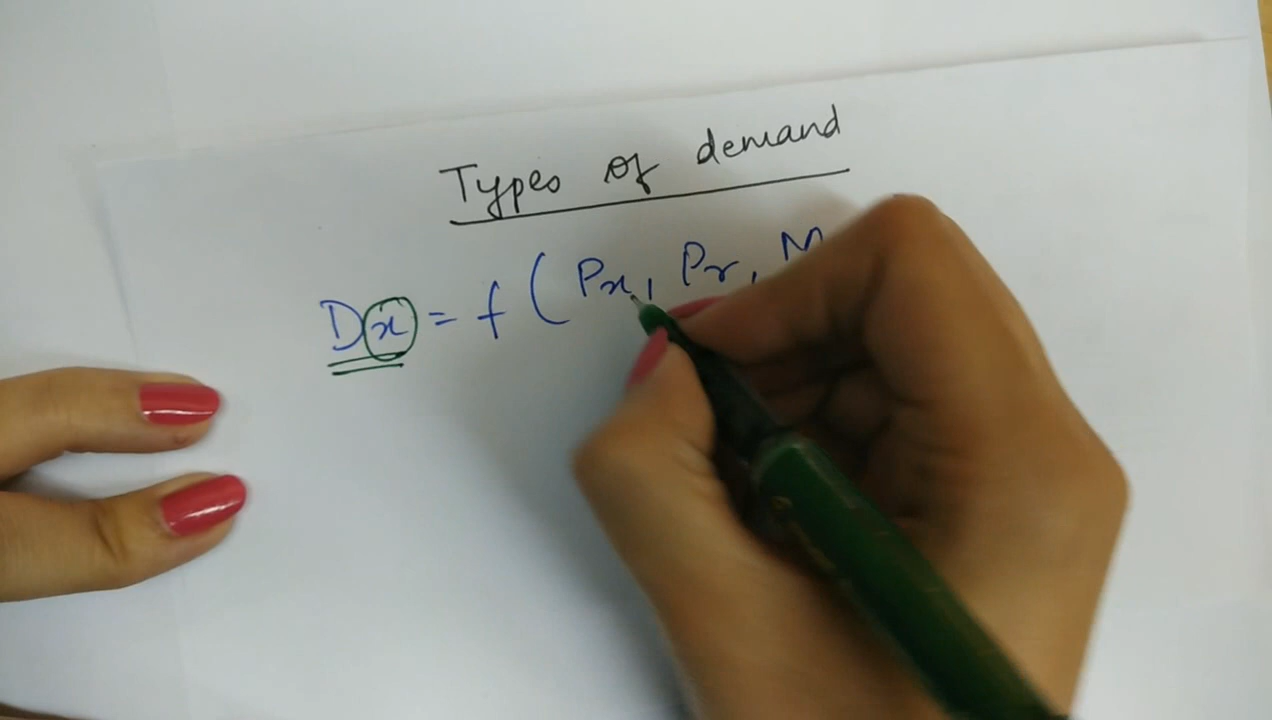 Types of demand
Dx = f ( Px, Pr, M